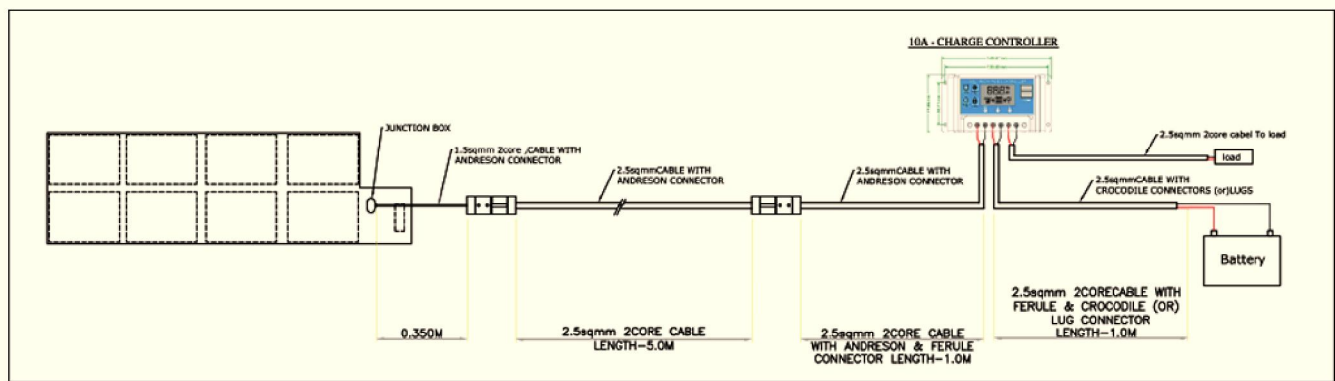 10A - CHARGE CONTROLLER
JUNCTION BOX
1.5sqmm 2core ,CABLE WITH
ANDRESON CONNECTOR
2.5sqmmCABLE WITH
ANDRESON CONNECTOR
2.5sqmmCABLE WITH
ANDRESON CONNECTOR
2.5sqmm 2core cabel To load
load
2.5sqmmCABLE WITH
CROCODILE CONNECTORS (or)LUGS
Battery
0.350M
2.5sqmm 2CORE CABLE
LENGTH-5.0M
2.5sqmm 2CORE CABLE
WITH ANDRESON & FERULE
CONNECTOR LENGTH-1.0M
2.5sqmm 2CORECABLE WITH
FERULE & CROCODILE (OR)
LUG CONNECTOR
LENGTH-1.0M